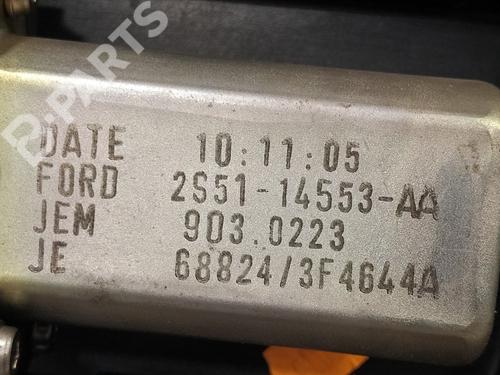 B-PARTS
DATE 10:11:05
FORD 2S51-14553-AA
JEM 903.0223
JE 68824/3F4644A